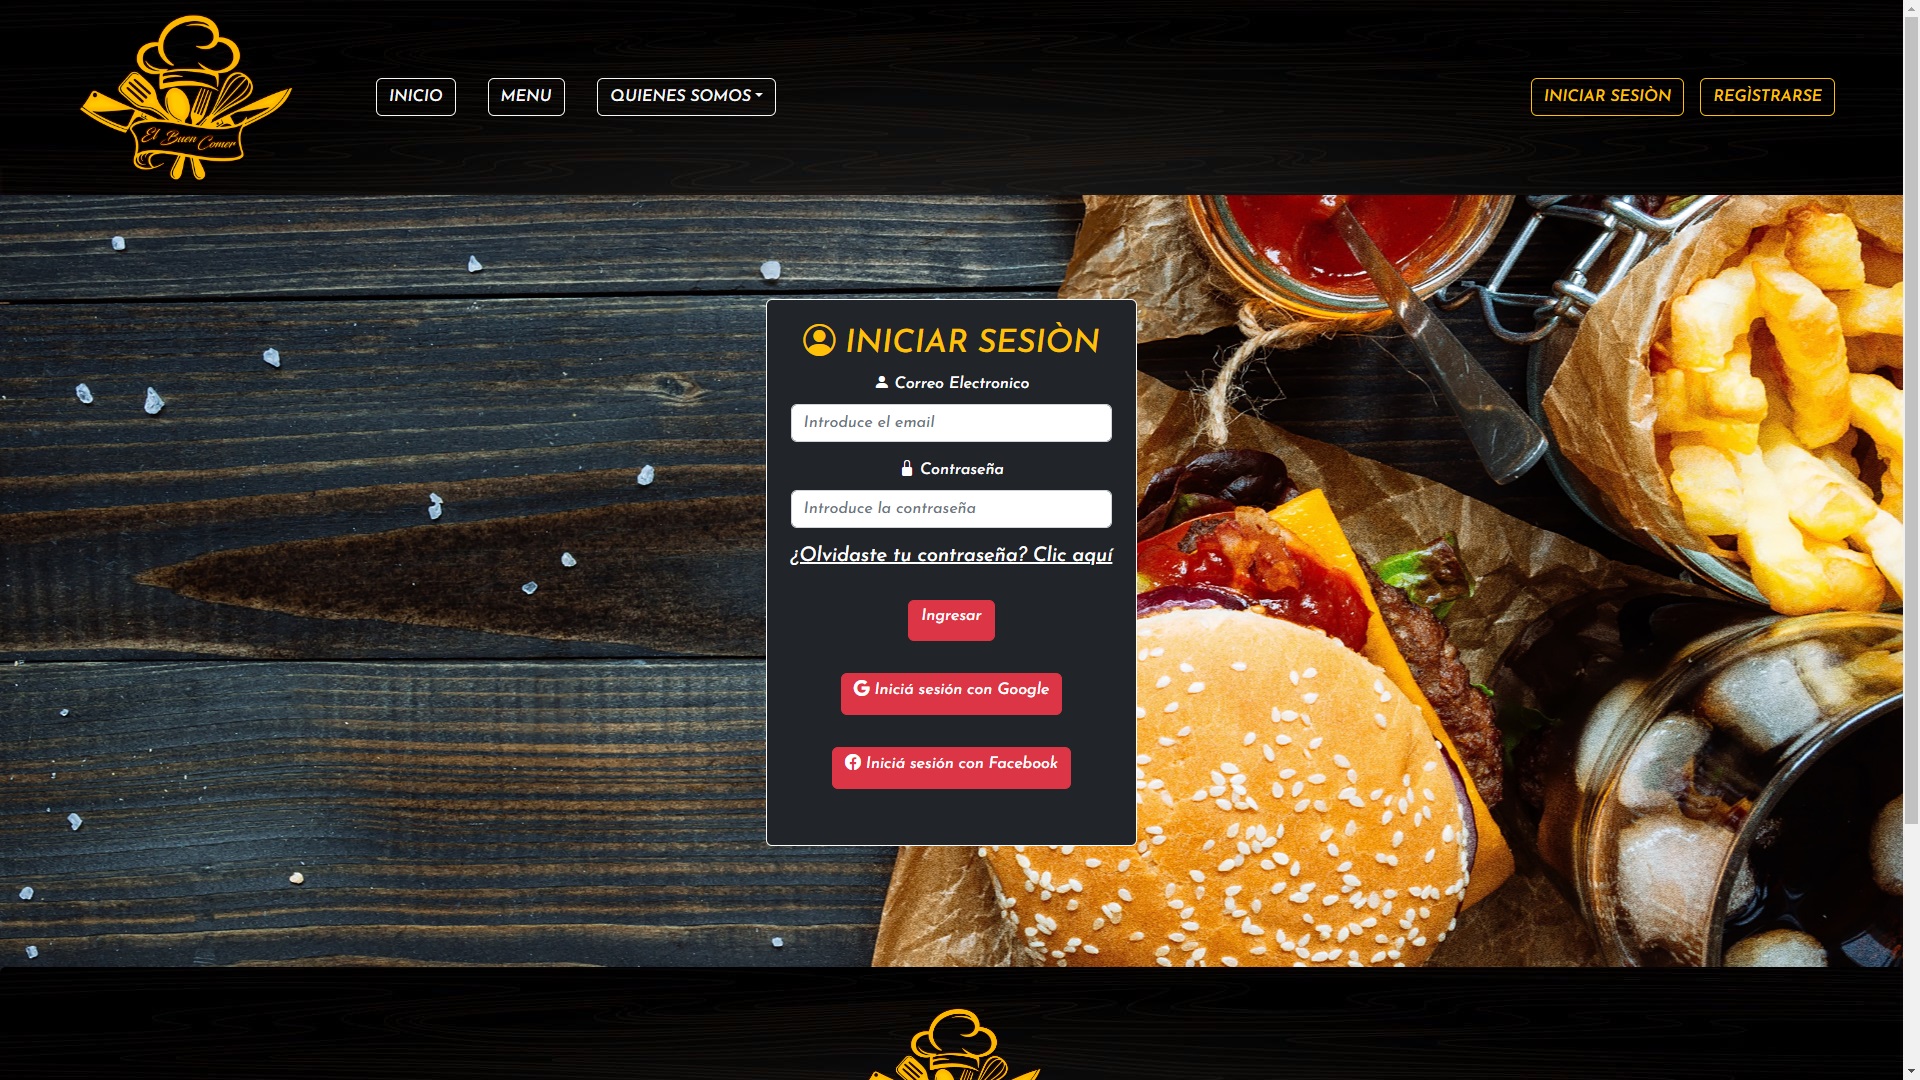 El Buen Comer
INICIO
MENU
QUIENES SOMOS
INICIAR SESIÒN
REGÌSTRARSE
INICIAR SESIÒN
Correo Electronico
Introduce el email
Contraseña
Introduce la contraseña
¿Olvidaste tu contraseña? Clic aquí
Ingresar
Iniciá sesión con Google
Iniciá sesión con Facebook